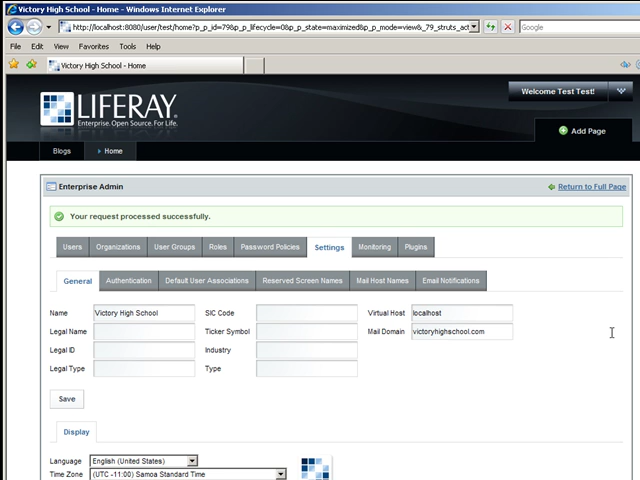 Victory High School - Home - Windows Internet Explorer
http://localhost:8080/user/test/home?p_p_id=79&p_p_lifecycle=0&p_p_state=maximized&p_p_mode=view&_79_struts_act
Google
File Edit View Favorites Tools Help
Victory High School - Home
LIFERAY
Enterprise. Open Source. For Life.
Welcome Test Test!
Add Page
Blogs Home
Enterprise Admin Return to Full Page
Your request processed successfully.
Users Organizations User Groups Roles Password Policies Settings Monitoring Plugins
General Authentication Default User Associations Reserved Screen Names Mail Host Names Email Notifications
Name Victory High School SIC Code Virtual Host localhost
Legal Name Ticker Symbol Mail Domain victoryhighschool.com
Legal ID Industry
Legal Type Type
Save
Display
Language English (United States)
Time Zone (UTC -11:00) Samoa Standard Time